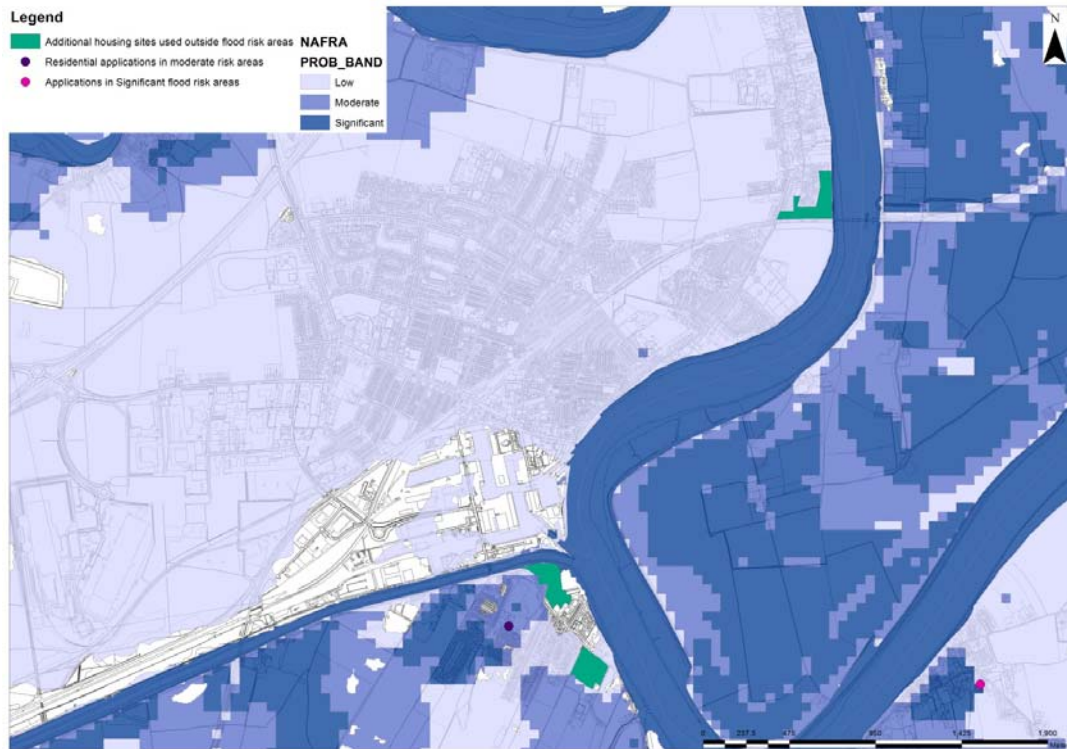 Legend
Additional housing sites used outside flood risk areas
Residential applications in moderate risk areas
Applications in Significant flood risk areas
NAFRA
PROB_BAND
Low
Moderate
Significant
N
0 237.5 475 950 1,425 1,900